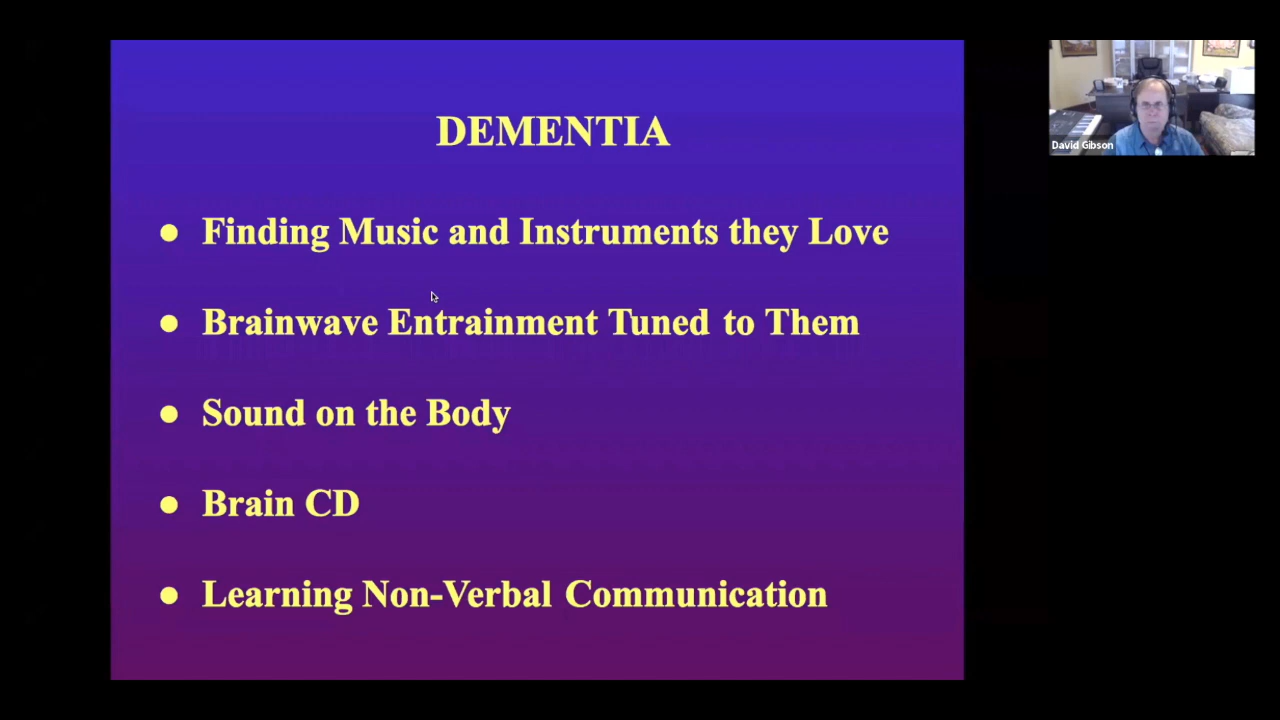 DEMENTIA
● Finding Music and Instruments they Love
● Brainwave Entrainment Tuned to Them
● Sound on the Body
● Brain CD
● Learning Non-Verbal Communication
David Gibson